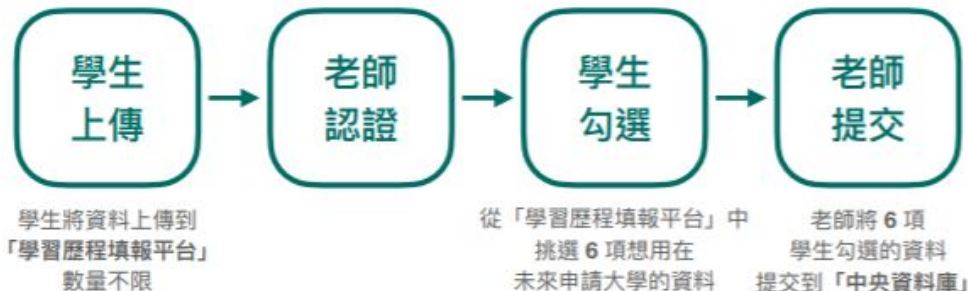 學生
上傳
老師
認證
學生
勾選
老師
提交
學生將資料上傳到
「學習歷程填報平台」
數量不限
從「學習歷程填報平台」中
挑選 6 項想用在
未來申請大學的資料
老師將 6 項
學生勾選的資料
提交到「中央資料庫」